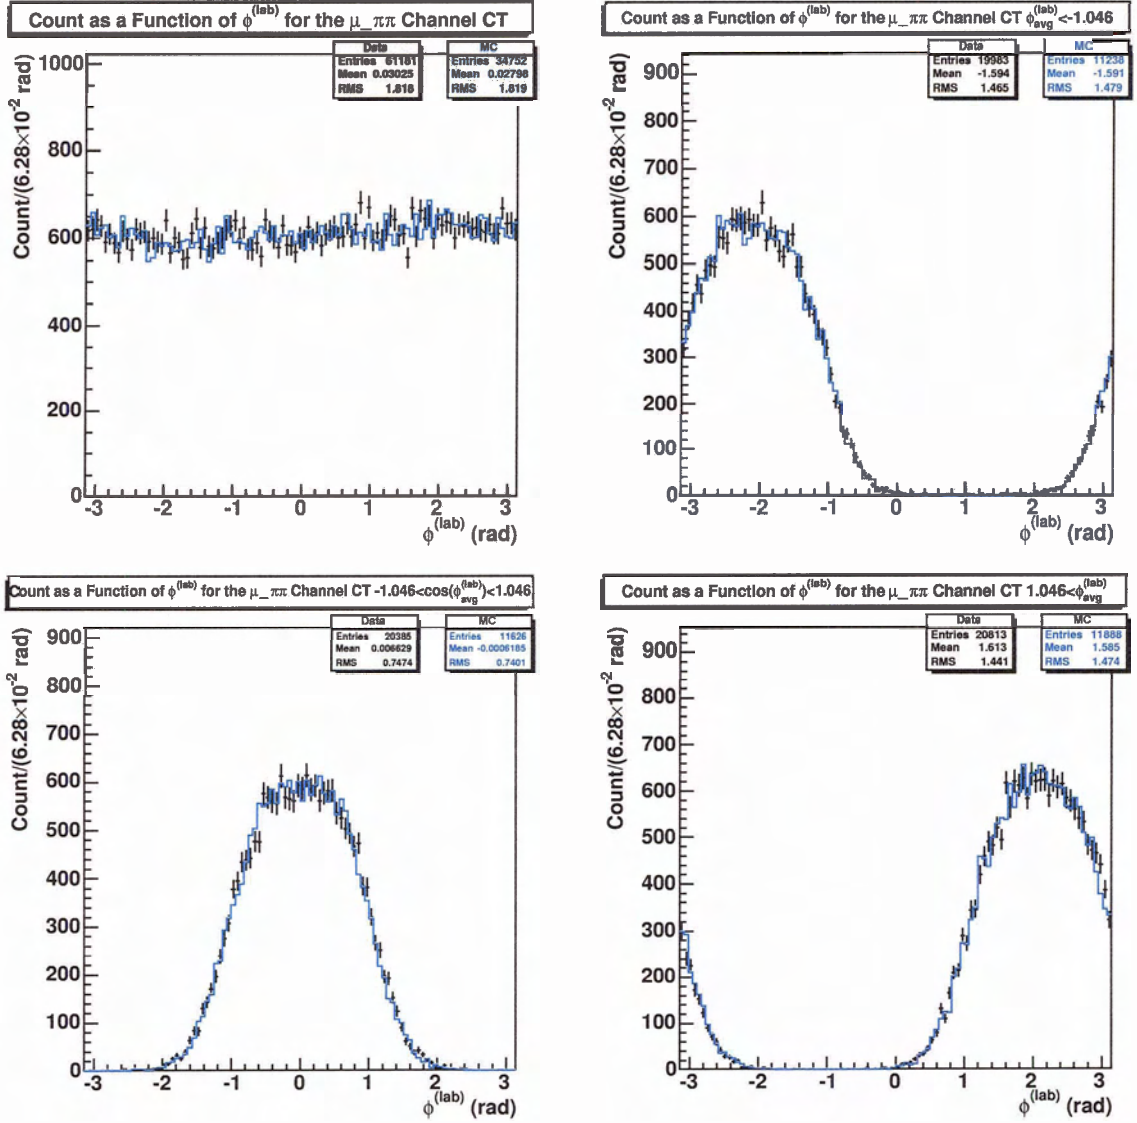 Count as a Function of ϕ^(lab) for the μ_ππ Channel CT
Data
Entries 61181
Mean 0.03025
RMS 1.818
MC
Entries 34752
Mean 0.02798
RMS 1.819
Count/(6.28×10^-2 rad)
1000
800
600
400
200
0
-3 -2 -1 0 1 2 3
ϕ^(lab) (rad)
Count as a Function of ϕ^(lab) for the μ_ππ Channel CT ϕ^(lab)_avg<-1.046
Data
Entries 19983
Mean -1.594
RMS 1.465
MC
Entries 11238
Mean -1.591
RMS 1.479
Count/(6.28×10^-2 rad)
900
800
700
600
500
400
300
200
100
0
-3 -2 -1 0 1 2 3
ϕ^(lab) (rad)
Count as a Function of ϕ^(lab) for the μ_ππ Channel CT -1.046<cos(ϕ^(lab)_avg)<1.046
Data
Entries 20385
Mean 0.006629
RMS 0.7474
MC
Entries 11626
Mean -0.0006185
RMS 0.7401
Count/(6.28×10^-2 rad)
900
800
700
600
500
400
300
200
100
0
-3 -2 -1 0 1 2 3
ϕ^(lab) (rad)
Count as a Function of ϕ^(lab) for the μ_ππ Channel CT 1.046<ϕ^(lab)_avg
Data
Entries 20813
Mean 1.613
RMS 1.441
MC
Entries 11888
Mean 1.585
RMS 1.474
Count/(6.28×10^-2 rad)
900
800
700
600
500
400
300
200
100
0
-3 -2 -1 0 1 2 3
ϕ^(lab) (rad)